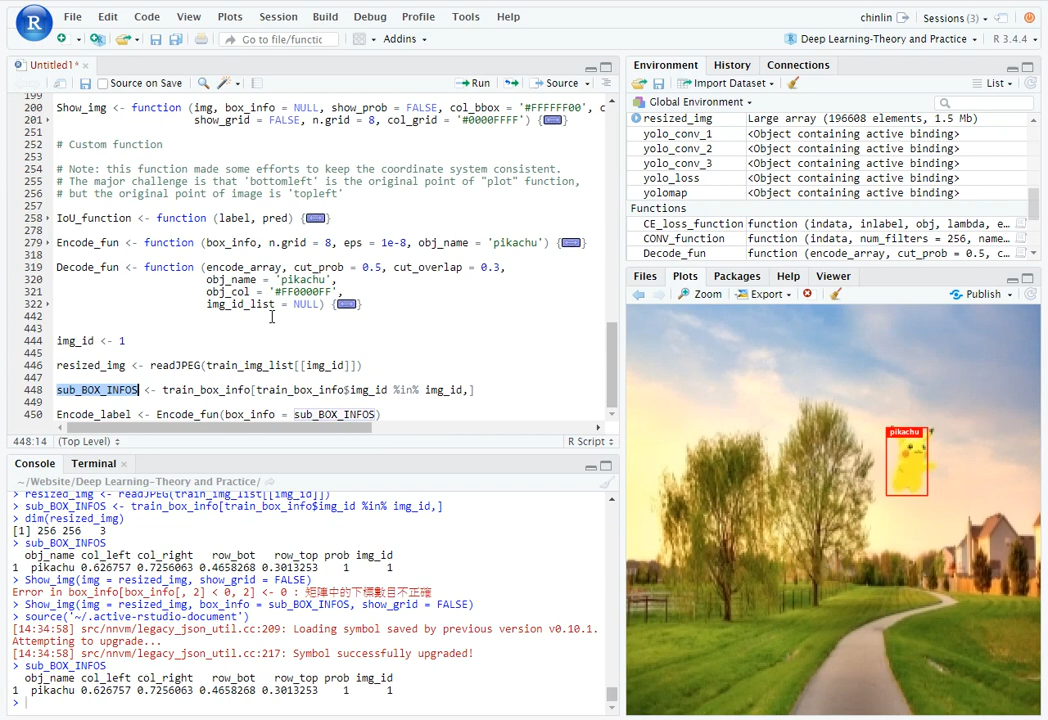 File Edit Code View Plots Session Build Debug Profile Tools Help
chinlin Sessions (3)
Go to file/functic Addins
Deep Learning-Theory and Practice R 3.4.4
Untitled1*
Source on Save Run Source
199
200 Show_img <- function (img, box_info = NULL, show_prob = FALSE, col_bbox = '#FFFFFF00', c
201 show_grid = FALSE, n.grid = 8, col_grid = '#0000FFFF') {
251
252 # Custom function
253
254 # Note: this function made some efforts to keep the coordinate system consistent.
255 # The major challenge is that 'bottomleft' is the original point of "plot" function,
256 # but the original point of image is 'topleft'
257
258 IoU_function <- function (label, pred) {
278
279 Encode_fun <- function (box_info, n.grid = 8, eps = 1e-8, obj_name = 'pikachu') {
318
319 Decode_fun <- function (encode_array, cut_prob = 0.5, cut_overlap = 0.3,
320 obj_name = 'pikachu',
321 obj_col = '#FF0000FF',
322 img_id_list = NULL) {
442
443
444 img_id <- 1
445
446 resized_img <- readJPEG(train_img_list[[img_id]])
447
448 sub_BOX_INFOS <- train_box_info[train_box_info$img_id %in% img_id,]
449
450 Encode_label <- Encode_fun(box_info = sub_BOX_INFOS)
448:14 (Top Level) R Script
Console Terminal
~/Website/Deep Learning-Theory and Practice/
> resized_img <- readJPEG(train_img_list[[img_id]])
> sub_BOX_INFOS <- train_box_info[train_box_info$img_id %in% img_id,]
> dim(resized_img)
[1] 256 256 3
> sub_BOX_INFOS
obj_name col_left col_right row_bot row_top prob img_id
1 pikachu 0.626757 0.7256063 0.4658268 0.3013253 1 1
> Show_img(img = resized_img, show_grid = FALSE)
Error in box_info[box_info[, 2] < 0, 2] <- 0 : 矩陣中的下標數目不正確
> Show_img(img = resized_img, box_info = sub_BOX_INFOS, show_grid = FALSE)
> source('~/.active-rstudio-document')
[14:34:58] src/nnvm/legacy_json_util.cc:209: Loading symbol saved by previous version v0.10.1.
Attempting to upgrade...
[14:34:58] src/nnvm/legacy_json_util.cc:217: Symbol successfully upgraded!
> sub_BOX_INFOS
obj_name col_left col_right row_bot row_top prob img_id
1 pikachu 0.626757 0.7256063 0.4658268 0.3013253 1 1
>
Environment History Connections
Import Dataset List
Global Environment
resized_img Large array (196608 elements, 1.5 Mb)
yolo_conv_1 <Object containing active binding>
yolo_conv_2 <Object containing active binding>
yolo_conv_3 <Object containing active binding>
yolo_loss <Object containing active binding>
yolomap <Object containing active binding>
Functions
CE_loss_function function (indata, inlabel, obj, lambda, e…
CONV_function function (indata, num_filters = 256, name…
Decode_fun function (encode_array, cut_prob = 0.5, c…
Files Plots Packages Help Viewer
Zoom Export Publish
pikachu